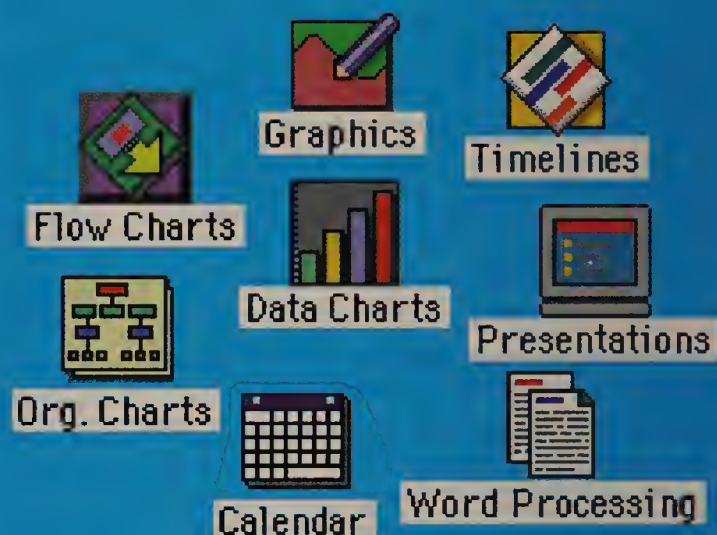 Graphics
Timelines
Flow Charts
Data Charts
Presentations
Org. Charts
Calendar
Word Processing